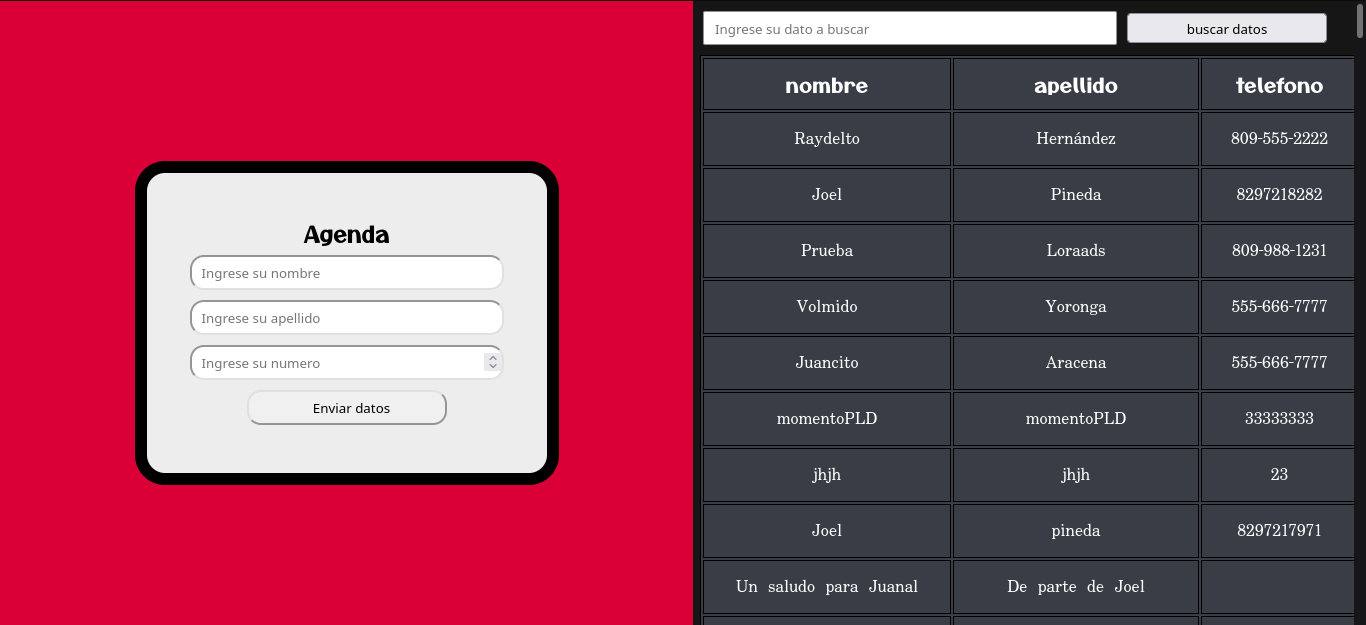 Agenda
Ingrese su nombre
Ingrese su apellido
Ingrese su numero
Enviar datos
Ingrese su dato a buscar buscar datos
nombre apellido telefono
Raydelto Hernández 809-555-2222
Joel Pineda 8297218282
Prueba Loraads 809-988-1231
Volmido Yoronga 555-666-7777
Juancito Aracena 555-666-7777
momentoPLD momentoPLD 33333333
jhjh jhjh 23
Joel pineda 8297217971
Un saludo para Juanal De parte de Joel